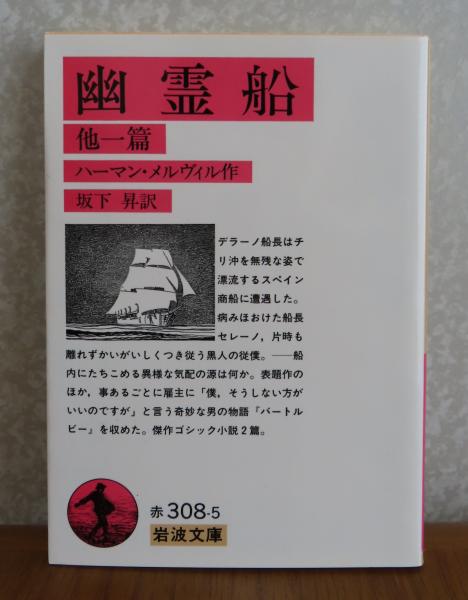 幽霊船
他一篇
ハーマン・メルヴィル作
坂下 昇訳
デラーノ船長はチ
リ沖を無残な姿で
漂流するスペイン
商船に遭遇した。
病みほおけた船長
セレーノ，片時も
離れずかいがいしくつき従う黒人の従僕。――船
内にたちこめる異様な気配の源は何か。表題作の
ほか，事あるごとに雇主に「僕，そうしない方が
いいのですが」と言う奇妙な男の物語『バートル
ビー』を収めた。傑作ゴシック小説2篇。
赤308-5
岩波文庫